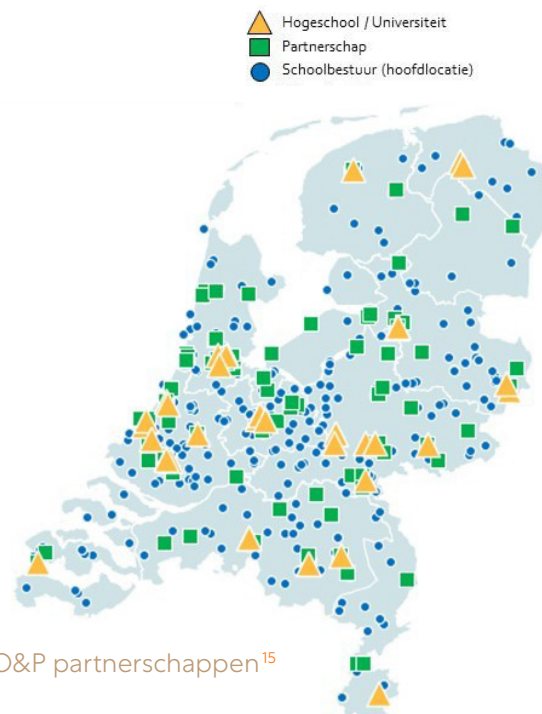 Hogeschool / Universiteit
Partnerschap
Schoolbestuur (hoofdlocatie)
O&P partnerschappen15